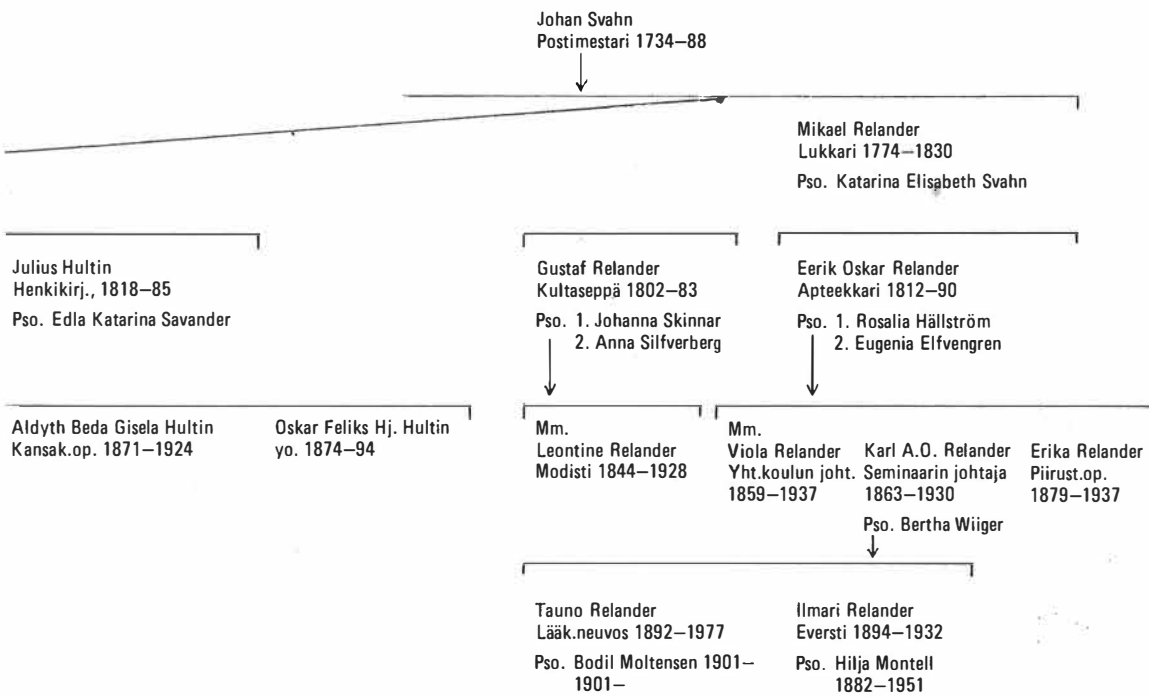 Johan Svahn
Postimestari 1734–88
Mikael Relander
Lukkari 1774–1830
Pso. Katarina Elisabeth Svahn
Julius Hultin
Henkikirj., 1818–85
Pso. Edla Katarina Savander
Gustaf Relander
Kultaseppä 1802–83
Pso. 1. Johanna Skinnar
2. Anna Silfverberg
Eerik Oskar Relander
Apteekkari 1812–90
Pso. 1. Rosalia Hällström
2. Eugenia Elfvengren
Aldyth Beda Gisela Hultin
Kansak.op. 1871–1924
Oskar Feliks Hj. Hultin
yo. 1874–94
Mm.
Leontine Relander
Modisti 1844–1928
Mm.
Viola Relander
Yht.koulun joht.
1859–1937
Karl A.O. Relander
Seminaarin johtaja
1863–1930
Pso. Bertha Wiiger
Erika Relander
Piirust.op.
1879–1937
Tauno Relander
Lääk.neuvos 1892–1977
Pso. Bodil Moltensen 1901–
1901–
Ilmari Relander
Eversti 1894–1932
Pso. Hilja Montell
1882–1951